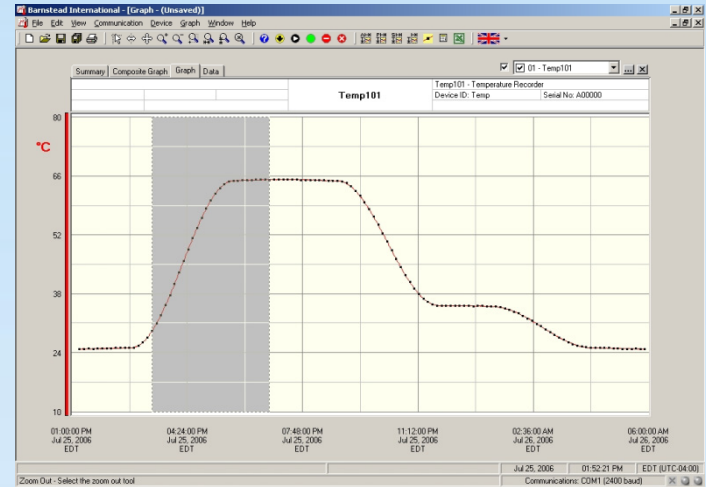 Barnstead International - [Graph - (Unsaved)]
File Edit View Communication Device Graph Window Help
Summary Composite Graph Graph Data
01 - Temp101
Temp101
Temp101 - Temperature Recorder
Device ID: Temp Serial No: A00000
°C
80
66
52
38
24
10
01:00:00 PM 04:24:00 PM 07:48:00 PM 11:12:00 PM 02:36:00 AM 06:00:00 AM
Jul 25, 2006 Jul 25, 2006 Jul 25, 2006 Jul 25, 2006 Jul 26, 2006 Jul 26, 2006
EDT EDT EDT EDT EDT EDT
Jul 25, 2006 01:52:21 PM EDT (UTC-04:00)
Zoom Out - Select the zoom out tool Communications: COM1 (2400 baud)